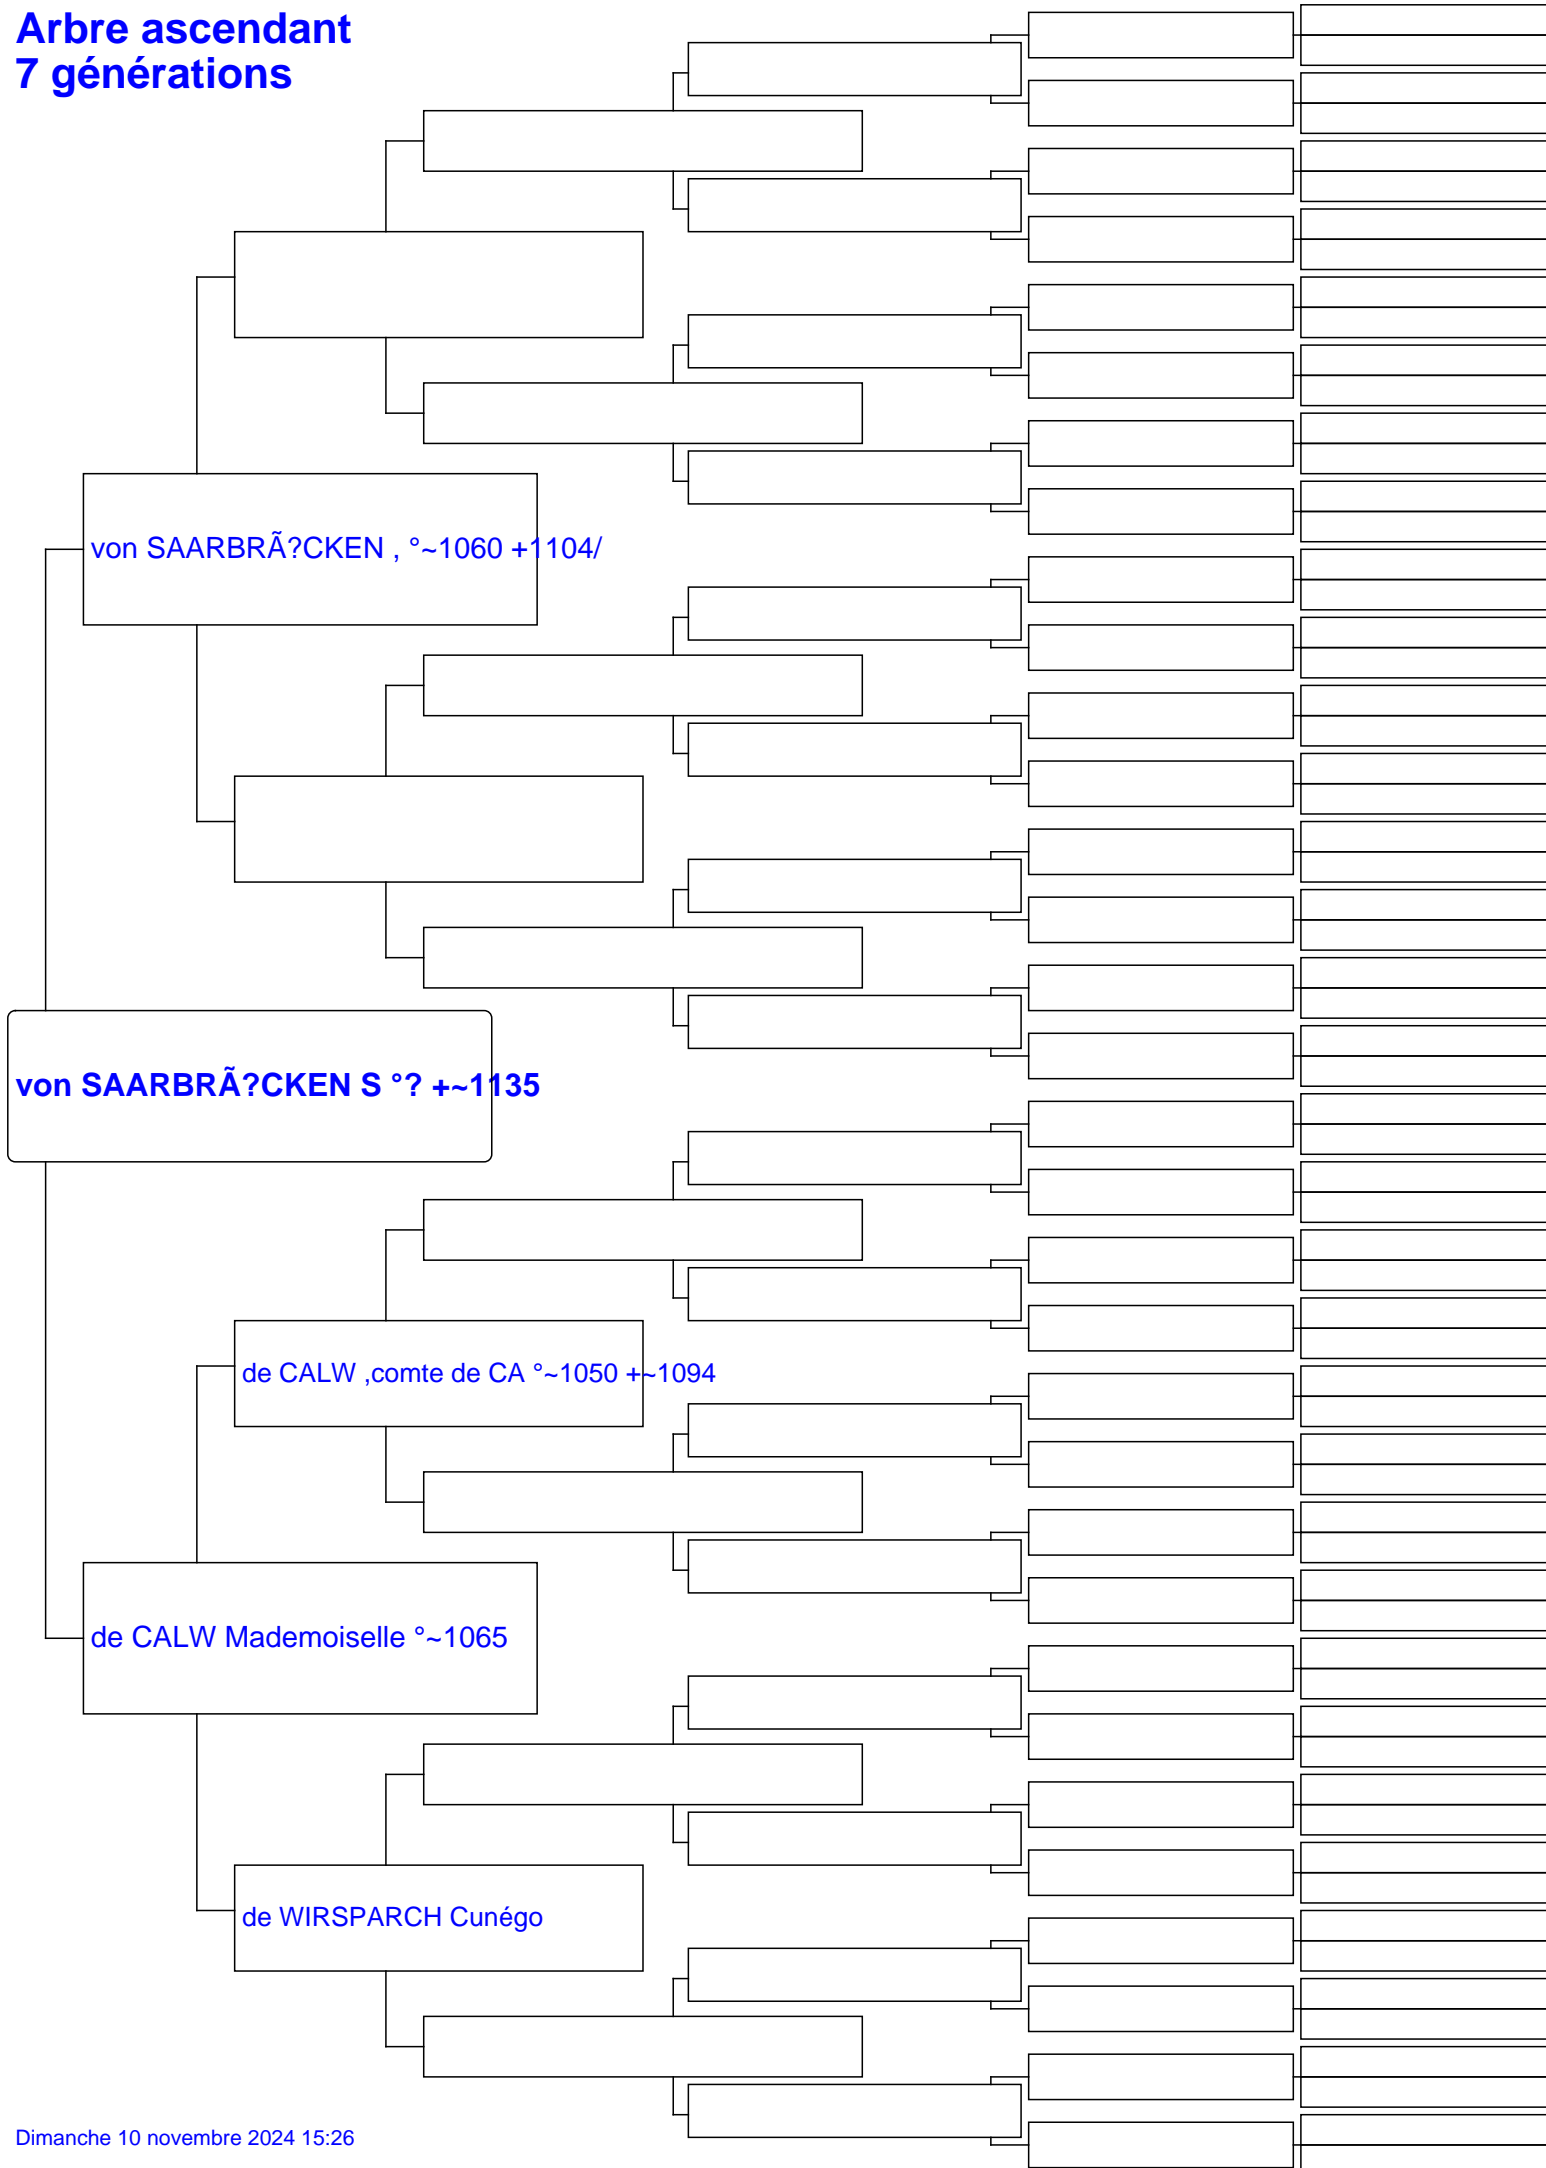 Arbre ascendant
7 générations
von SAARBRÃ?CKEN , °~1060 +1104/
von SAARBRÃ?CKEN S °? +~1135
de CALW ,comte de CA °~1050 +~1094
de CALW Mademoiselle °~1065
de WIRSPARCH Cunégo
Dimanche 10 novembre 2024 15:26